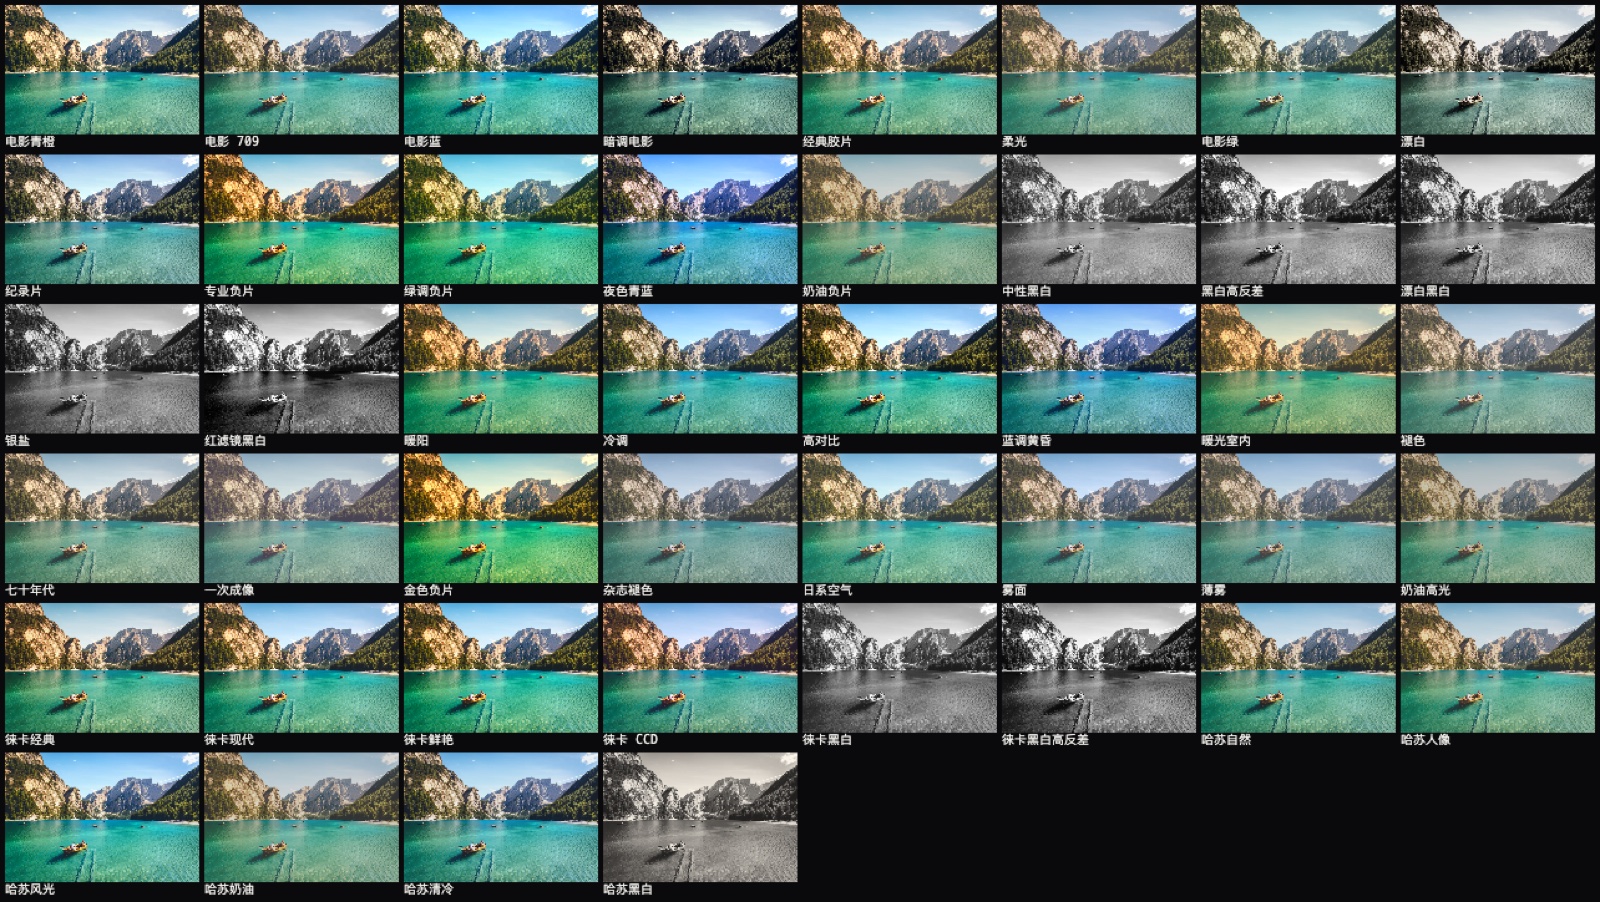 电影青橙 电影 709 电影蓝 暗调电影 经典胶片 柔光 电影绿 漂白
纪录片 专业负片 绿调负片 夜色青蓝 奶油负片 中性黑白 黑白高反差 漂白黑白
银盐 红滤镜黑白 暖阳 冷调 高对比 蓝调黄昏 暖光室内 褪色
七十年代 一次成像 金色负片 杂志褪色 日系空气 雾面 薄雾 奶油高光
徕卡经典 徕卡现代 徕卡鲜艳 徕卡 CCD 徕卡黑白 徕卡黑白高反差 哈苏自然 哈苏人像
哈苏风光 哈苏奶油 哈苏清冷 哈苏黑白